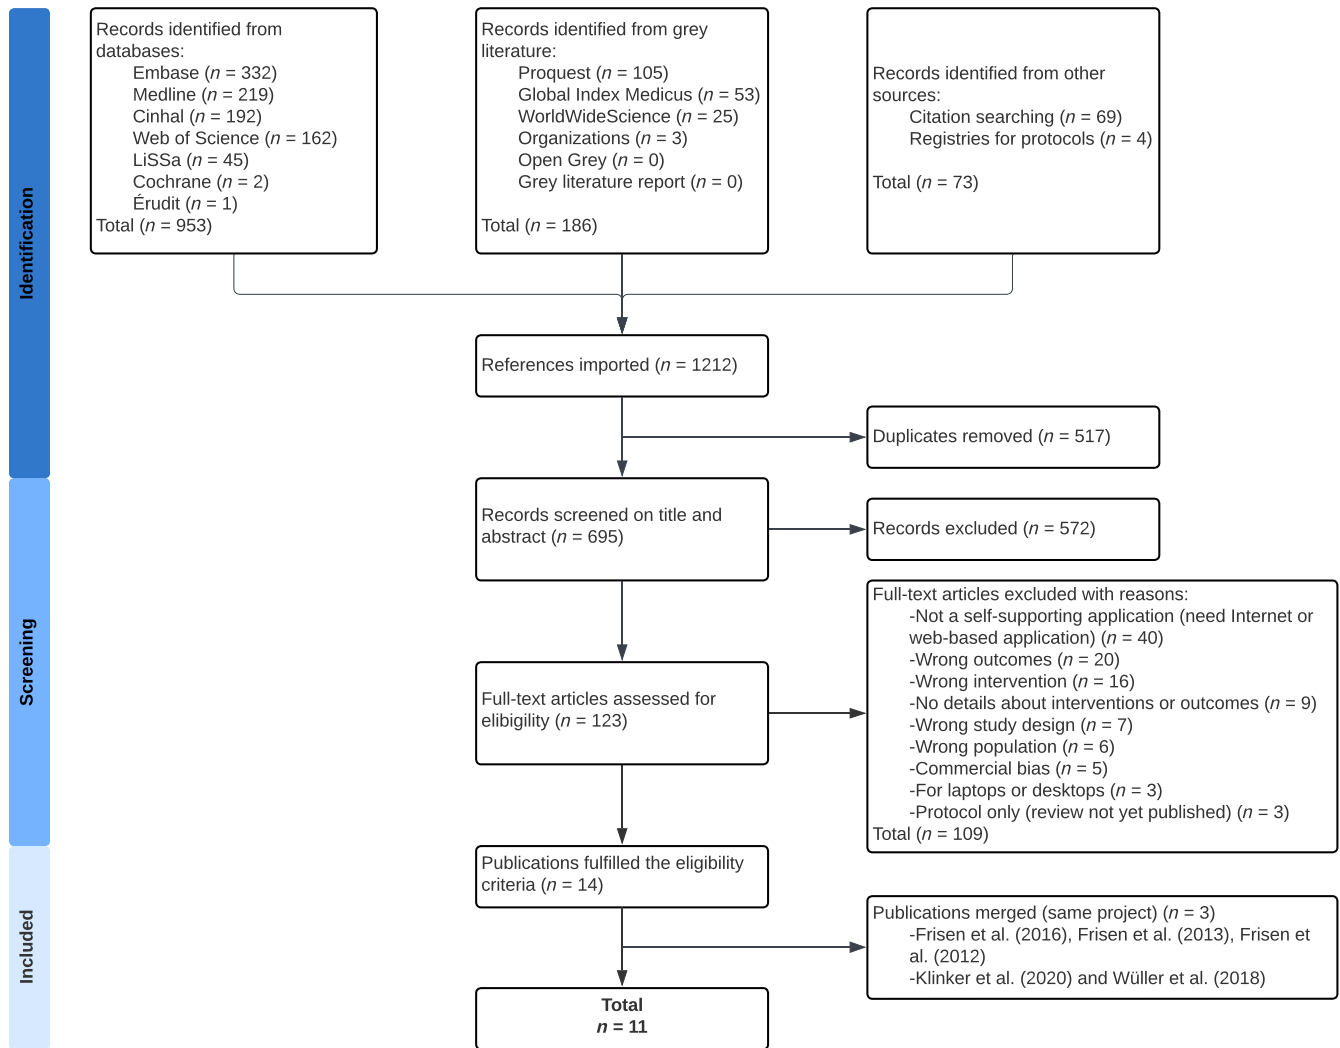 Identification
Records identified from
databases:
Embase (n = 332)
Medline (n = 219)
Cinhal (n = 192)
Web of Science (n = 162)
LiSSa (n = 45)
Cochrane (n = 2)
Érudit (n = 1)
Total (n = 953)
Records identified from grey
literature:
Proquest (n = 105)
Global Index Medicus (n = 53)
WorldWideScience (n = 25)
Organizations (n = 3)
Open Grey (n = 0)
Grey literature report (n = 0)
Total (n = 186)
Records identified from other
sources:
Citation searching (n = 69)
Registries for protocols (n = 4)
Total (n = 73)
References imported (n = 1212)
Duplicates removed (n = 517)
Screening
Records screened on title and
abstract (n = 695)
Records excluded (n = 572)
Full-text articles assessed for
elibigility (n = 123)
Full-text articles excluded with reasons:
-Not a self-supporting application (need Internet or
web-based application) (n = 40)
-Wrong outcomes (n = 20)
-Wrong intervention (n = 16)
-No details about interventions or outcomes (n = 9)
-Wrong study design (n = 7)
-Wrong population (n = 6)
-Commercial bias (n = 5)
-For laptops or desktops (n = 3)
-Protocol only (review not yet published) (n = 3)
Total (n = 109)
Included
Publications fulfilled the eligibility
criteria (n = 14)
Publications merged (same project) (n = 3)
-Frisen et al. (2016), Frisen et al. (2013), Frisen et
al. (2012)
-Klinker et al. (2020) and Wüller et al. (2018)
Total
n = 11